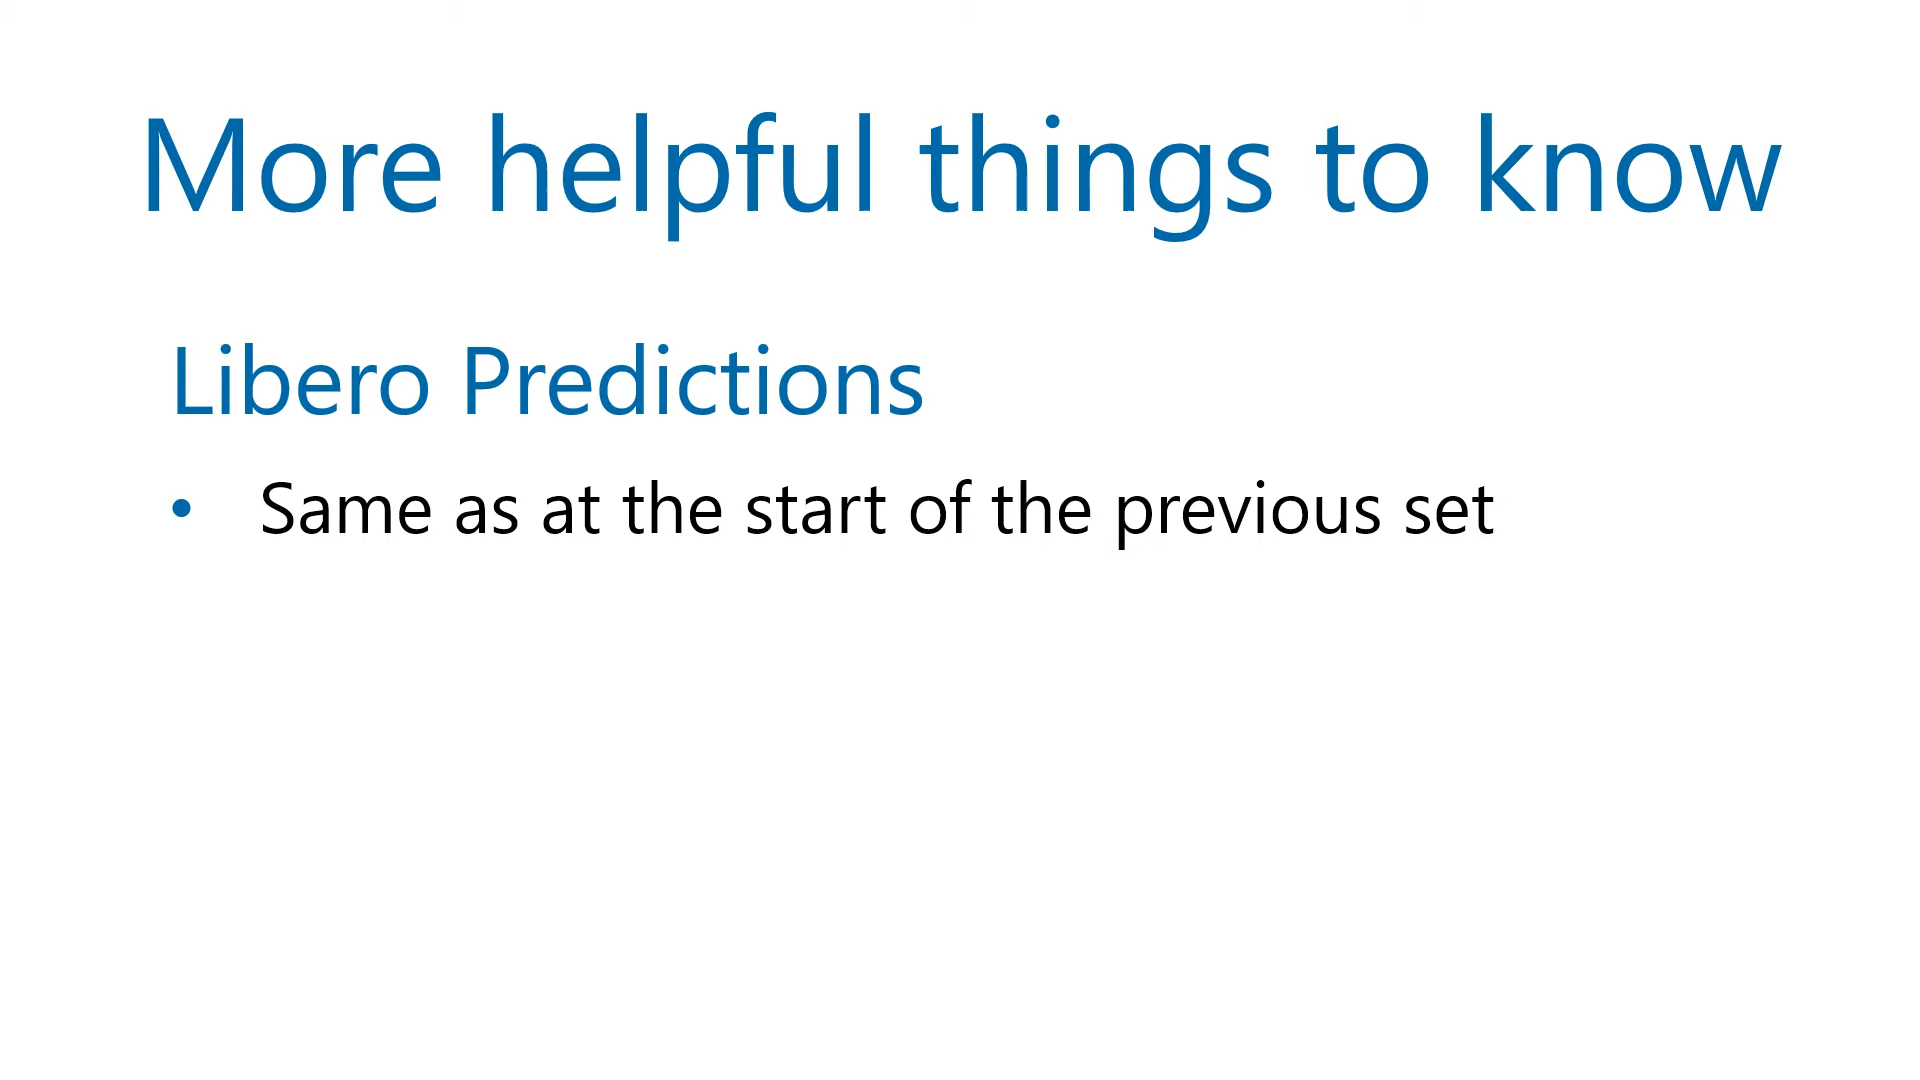 More helpful things to know
Libero Predictions
• Same as at the start of the previous set